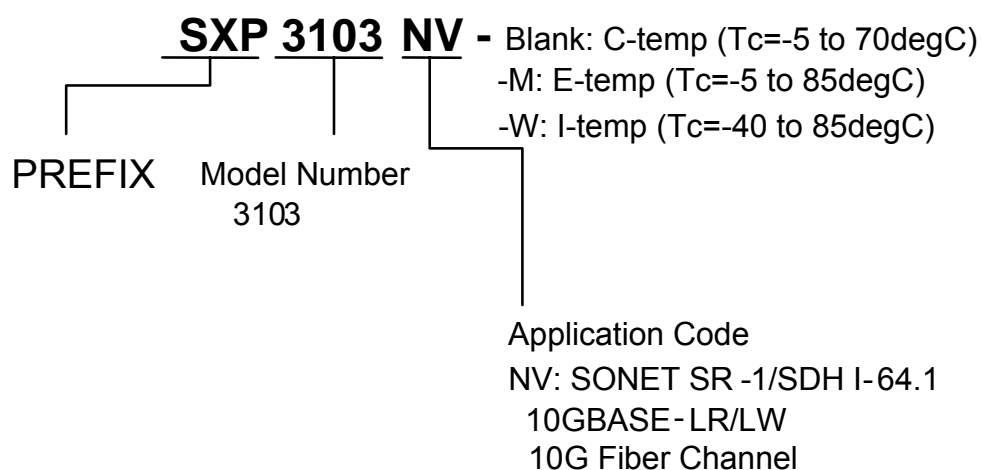 SXP 3103 NV - Blank: C-temp (Tc=-5 to 70degC)
-M: E-temp (Tc=-5 to 85degC)
-W: I-temp (Tc=-40 to 85degC)
PREFIX
Model Number
3103
Application Code
NV: SONET SR -1/SDH I-64.1
10GBASE-LR/LW
10G Fiber Channel